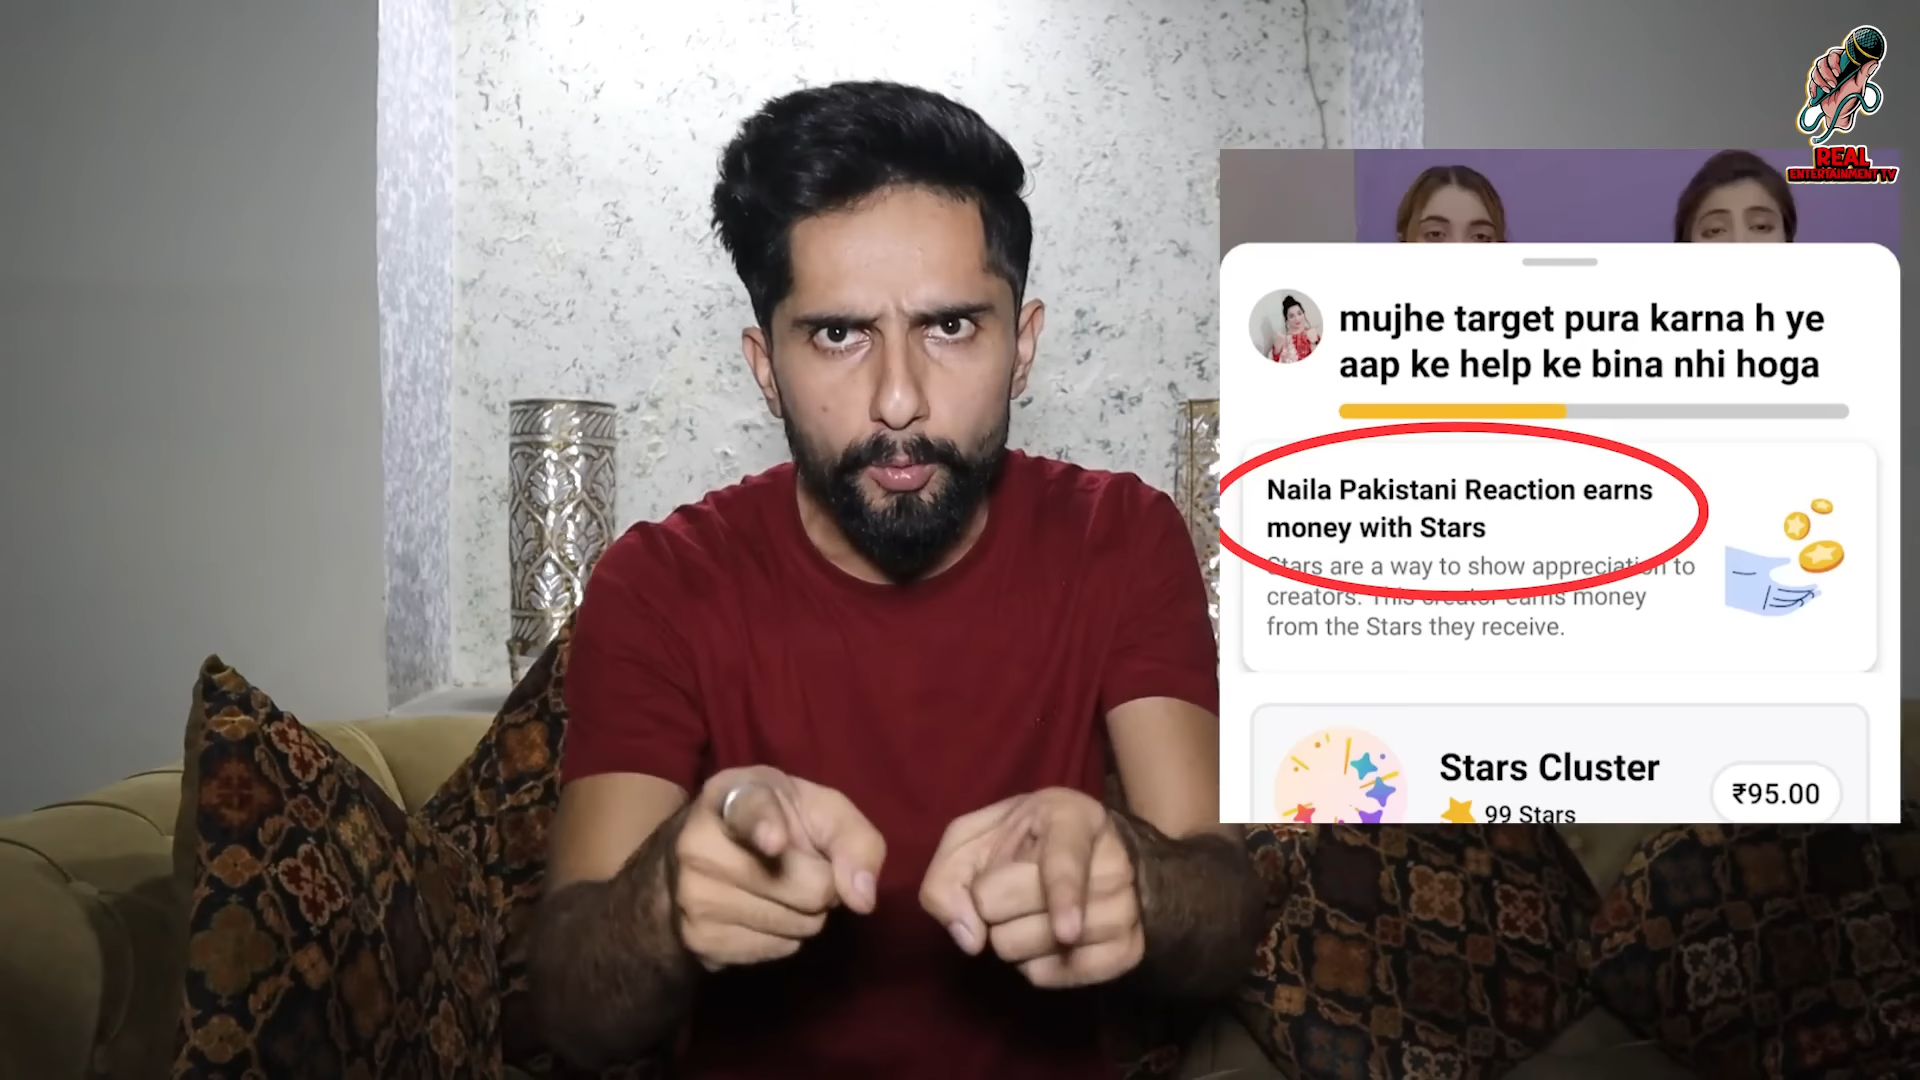 REAL
ENTERTAINMENT TV
mujhe target pura karna h ye
aap ke help ke bina nhi hoga
Naila Pakistani Reaction earns
money with Stars
Stars are a way to show appreciation to
creators. This creator earns money
from the Stars they receive.
Stars Cluster
99 Stars
₹95.00